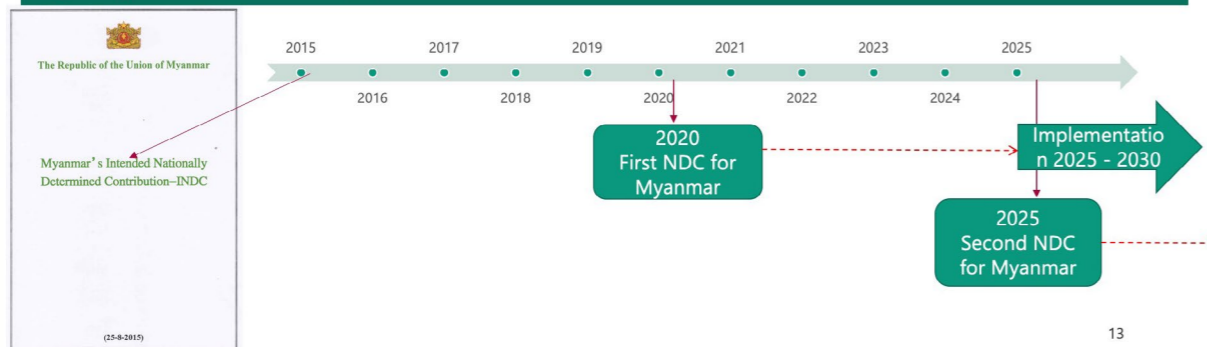 The Republic of the Union of Myanmar
Myanmar's Intended Nationally
Determined Contribution–INDC
(25-8-2015)
2015
2017
2019
2021
2023
2025
2016
2018
2020
2022
2024
2020
First NDC for
Myanmar
Implementatio
n 2025 - 2030
2025
Second NDC
for Myanmar
13